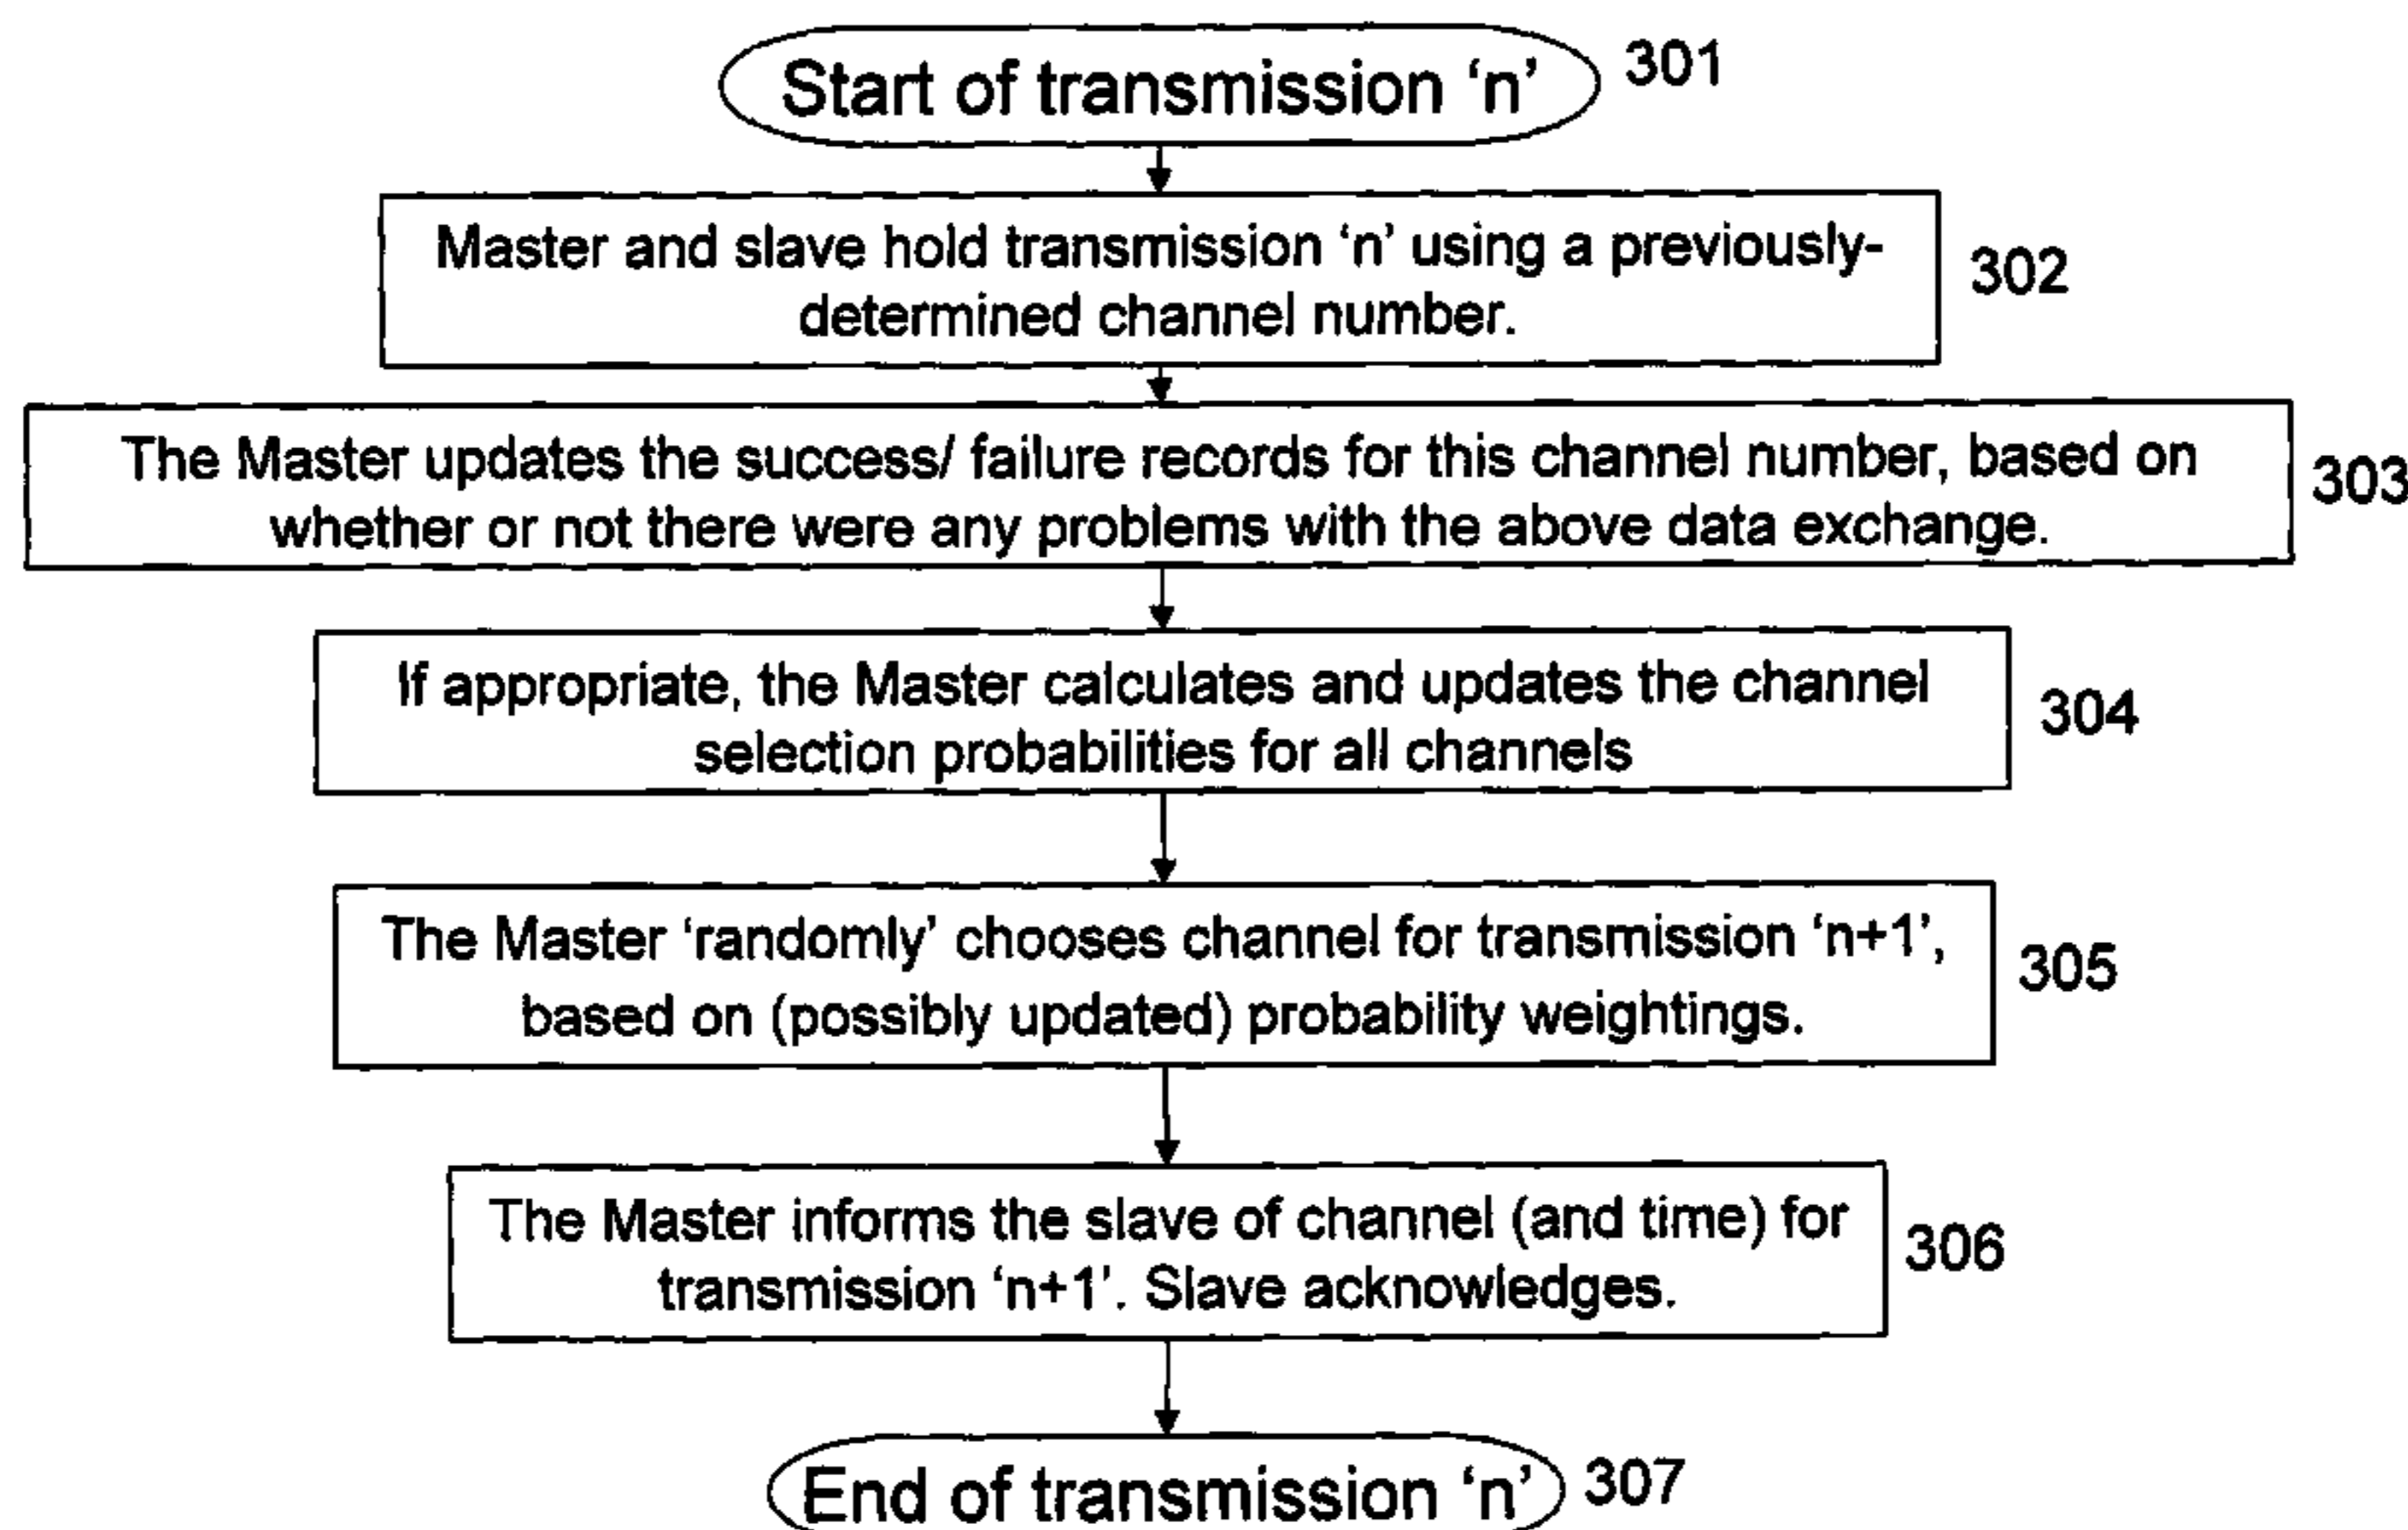 Start of transmission ‘n’ 301
Master and slave hold transmission ‘n’ using a previously-
determined channel number.
302
The Master updates the success/ failure records for this channel number, based on
whether or not there were any problems with the above data exchange.
303
If appropriate, the Master calculates and updates the channel
selection probabilities for all channels
304
The Master ‘randomly’ chooses channel for transmission ‘n+1’,
based on (possibly updated) probability weightings.
305
The Master informs the slave of channel (and time) for
transmission ‘n+1’. Slave acknowledges.
306
End of transmission ‘n’ 307